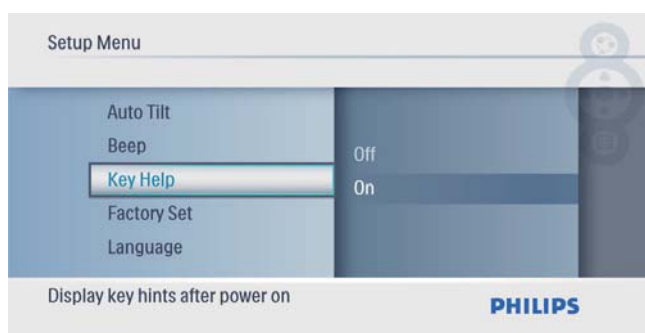 Setup Menu
Auto Tilt
Beep
Key Help
Factory Set
Language
Off
On
Display key hints after power on
PHILIPS